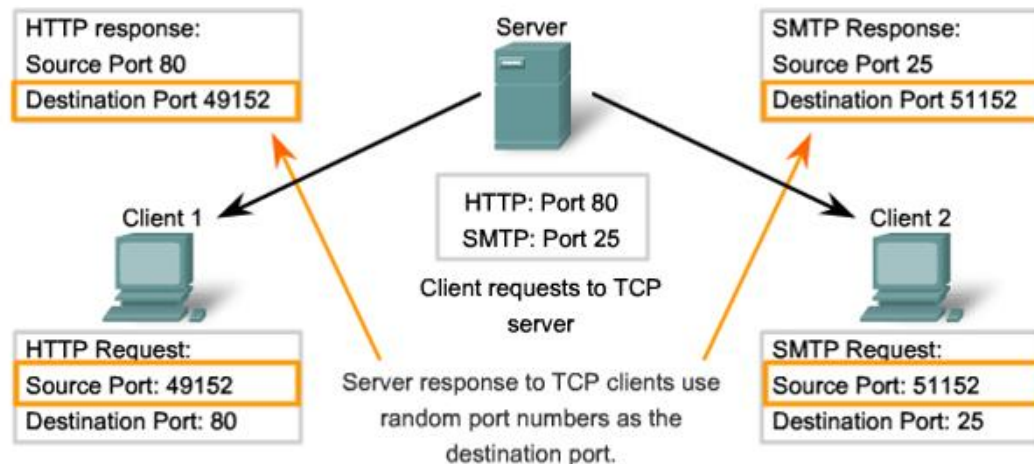 HTTP response:
Source Port 80
Destination Port 49152
Server
SMTP Response:
Source Port 25
Destination Port 51152
HTTP: Port 80
SMTP: Port 25
Client 1
Client 2
Client requests to TCP
server
HTTP Request:
Source Port: 49152
Destination Port: 80
Server response to TCP clients use
random port numbers as the
destination port.
SMTP Request:
Source Port: 51152
Destination Port: 25